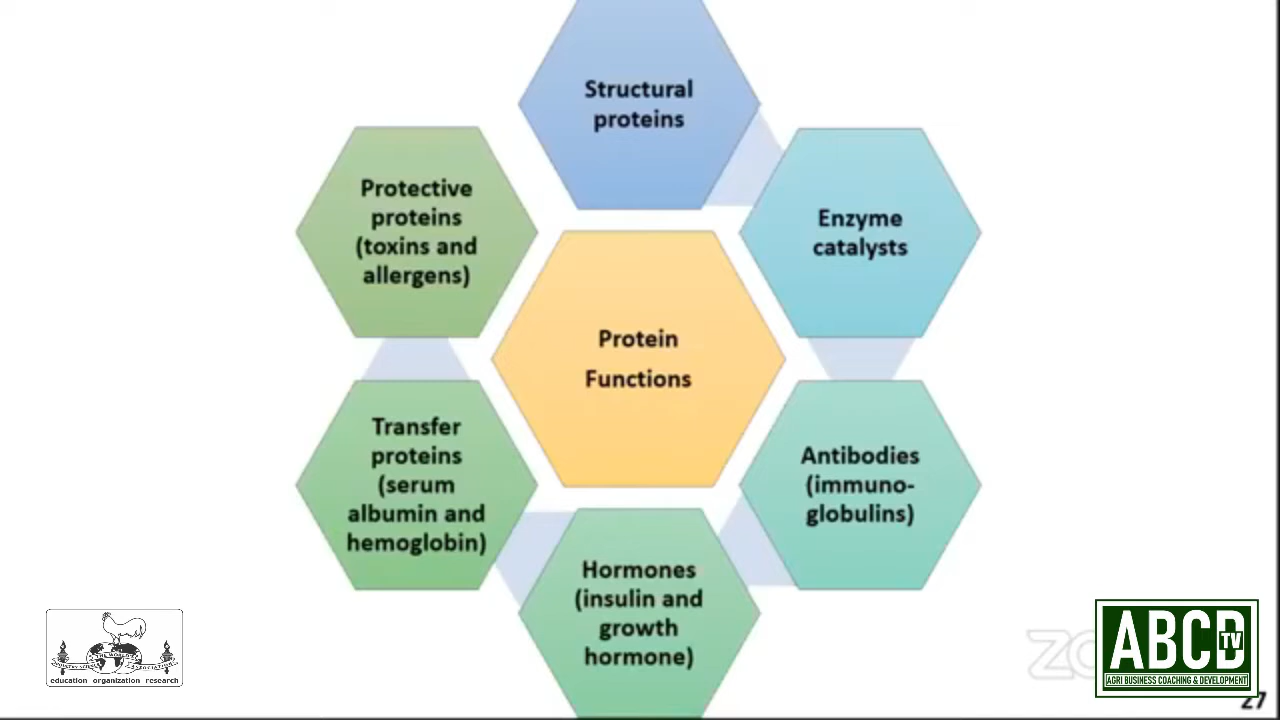 Structural
proteins
Protective
proteins
(toxins and
allergens)
Enzyme
catalysts
Protein
Functions
Transfer
proteins
(serum
albumin and
hemoglobin)
Antibodies
(immuno-
globulins)
Hormones
(insulin and
growth
hormone)
education organization research
ABCD
TV
AGRI BUSINESS COACHING & DEVELOPMENT
27